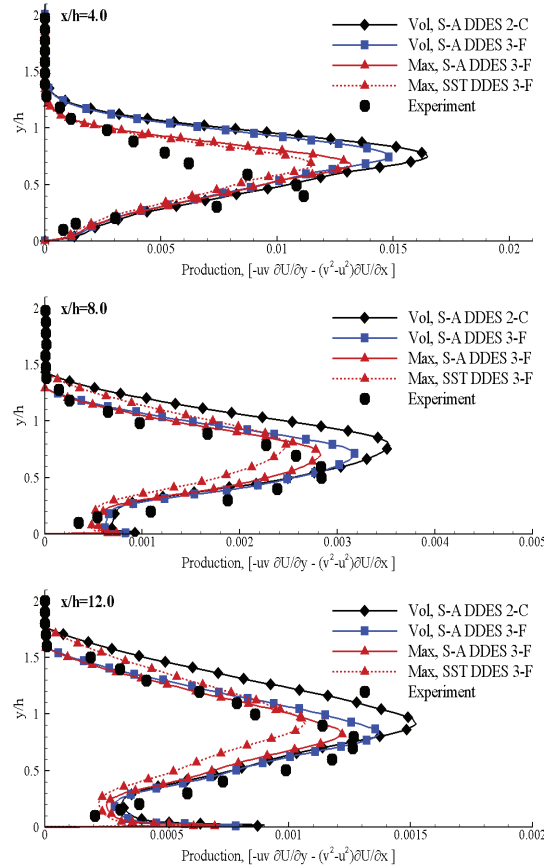 x/h=4.0
Vol, S-A DDES 2-C
Vol, S-A DDES 3-F
Max, S-A DDES 3-F
Max, SST DDES 3-F
Experiment
y/h
2
1.5
1
0.5
0
0 0.005 0.01 0.015 0.02
Production, [-uv ∂U/∂y - (v²-u²)∂U/∂x ]
x/h=8.0
Vol, S-A DDES 2-C
Vol, S-A DDES 3-F
Max, S-A DDES 3-F
Max, SST DDES 3-F
Experiment
y/h
2
1.5
1
0.5
0
0 0.001 0.002 0.003 0.004 0.005
Production, [-uv ∂U/∂y - (v²-u²)∂U/∂x ]
x/h=12.0
Vol, S-A DDES 2-C
Vol, S-A DDES 3-F
Max, S-A DDES 3-F
Max, SST DDES 3-F
Experiment
y/h
2
1.5
1
0.5
0
0 0.0005 0.001 0.0015 0.002
Production, [-uv ∂U/∂y - (v²-u²)∂U/∂x ]